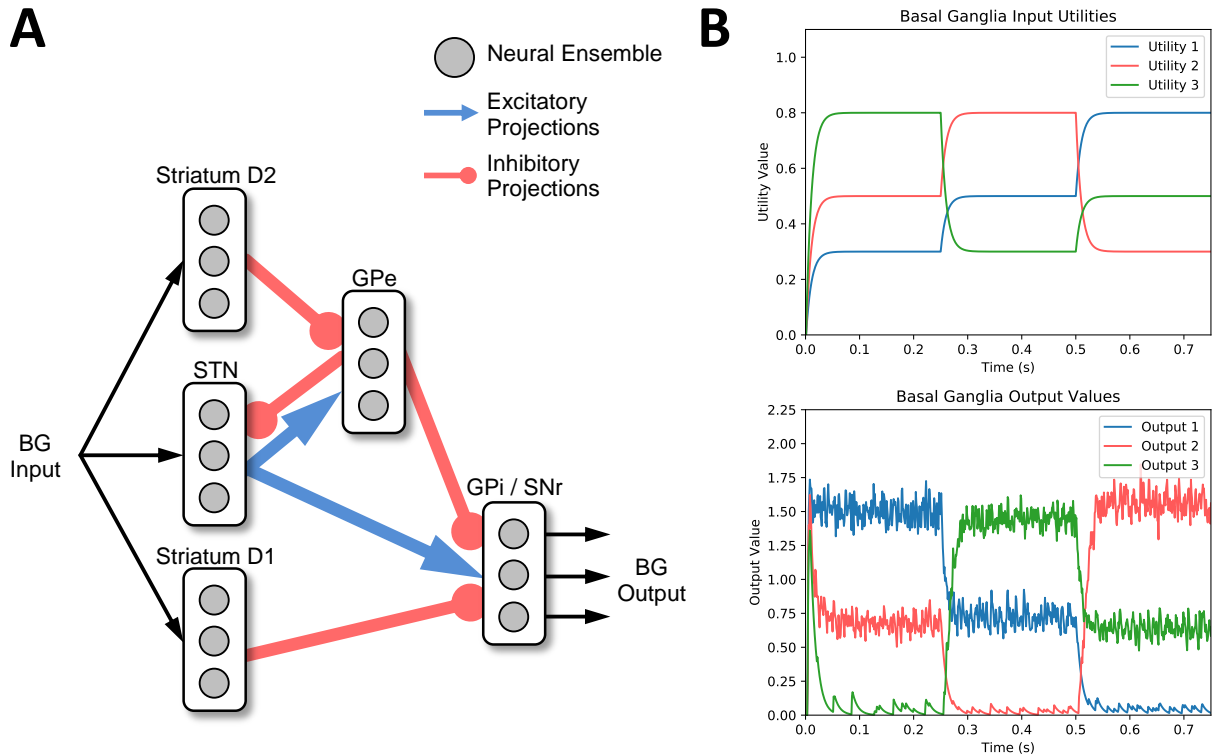 A
Neural Ensemble
Excitatory
Projections
Inhibitory
Projections
Striatum D2
GPe
STN
BG
Input
GPi / SNr
Striatum D1
BG
Output
B
Basal Ganglia Input Utilities
Utility 1
Utility 2
Utility 3
Utility Value
1.0
0.8
0.6
0.4
0.2
0.0
0.0 0.1 0.2 0.3 0.4 0.5 0.6 0.7
Time (s)
Basal Ganglia Output Values
Output 1
Output 2
Output 3
Output Value
2.25
2.00
1.75
1.50
1.25
1.00
0.75
0.50
0.25
0.00
0.0 0.1 0.2 0.3 0.4 0.5 0.6 0.7
Time (s)